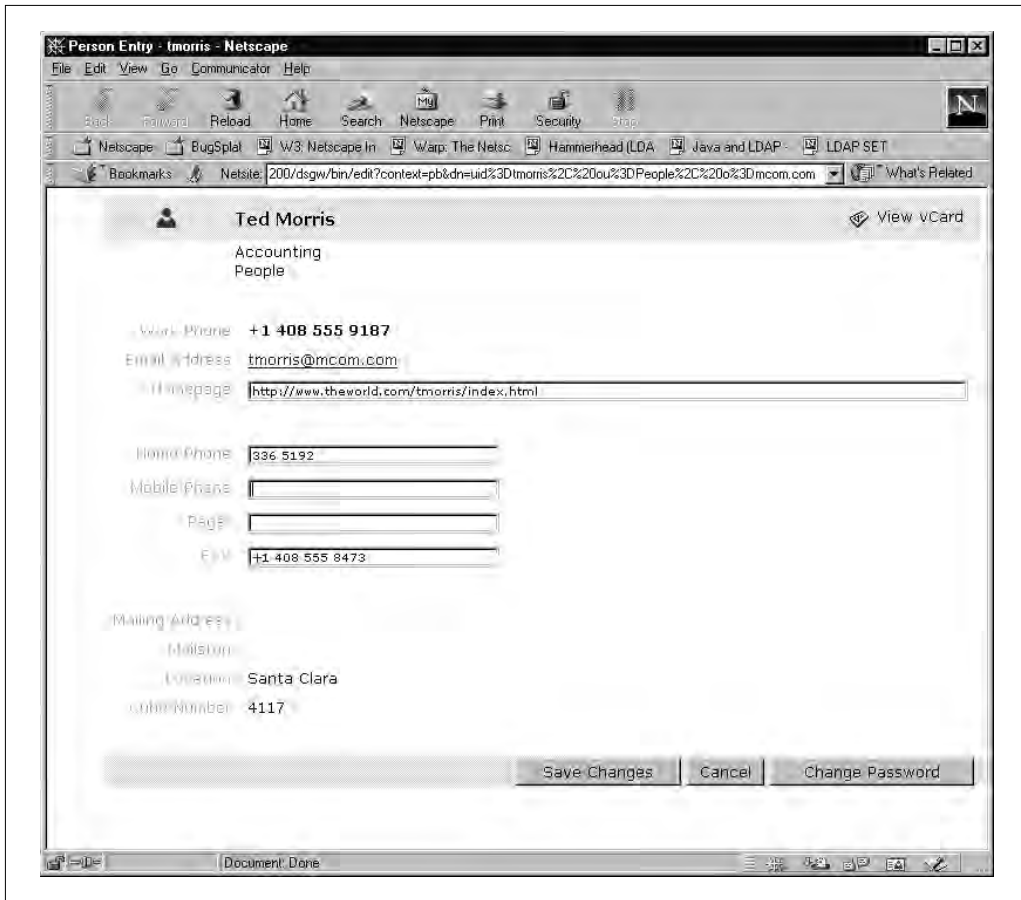 Person Entry - tmorris - Netscape
File Edit View Go Communicator Help
Back Forward Reload Home Search Netscape Print Security Stop
My
N
Netscape BugSplat W3: Netscape In Warp: The Netsc Hammerhead (LDA Java and LDAP - LDAP SET
Bookmarks Netsite: 200/dsgw/bin/edit?context=pb&dn=uid%3Dtmorris%2C%20ou%3DPeople%2C%20o%3Dmcom.com What's Related
Ted Morris View vCard
Accounting
People
Work Phone +1 408 555 9187
Email Address tmorris@mcom.com
Homepage http://www.theworld.com/tmorris/index.html
Home Phone 336 5192
Mobile Phone
Pager
FAX +1 408 555 8473
Mailing Address
Mailstop
Location Santa Clara
Cube Number 4117
Save Changes Cancel Change Password
Document: Done